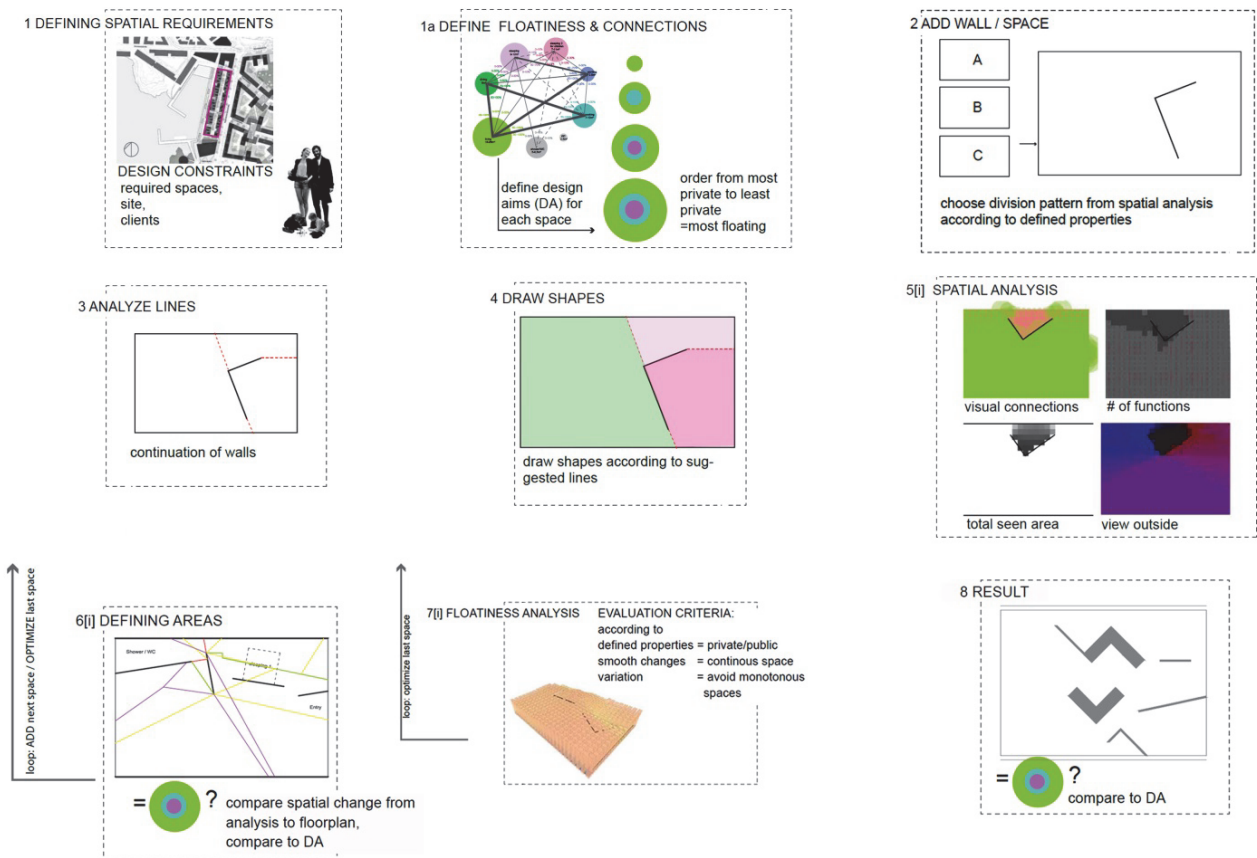 1 DEFINING SPATIAL REQUIREMENTS
DESIGN CONSTRAINTS
required spaces,
site,
clients
1a DEFINE FLOATINESS & CONNECTIONS
define design
aims (DA) for
each space
order from most
private to least
private
=most floating
2 ADD WALL / SPACE
A
B
C
choose division pattern from spatial analysis
according to defined properties
3 ANALYZE LINES
continuation of walls
4 DRAW SHAPES
draw shapes according to sug-
gested lines
5[i] SPATIAL ANALYSIS
visual connections
# of functions
total seen area
view outside
loop: ADD next space / OPTIMIZE last space
6[i] DEFINING AREAS
Shower / WC
Entry
= ? compare spatial change from
analysis to floorplan,
compare to DA
loop: optimize last space
7[i] FLOATINESS ANALYSIS
EVALUATION CRITERIA:
according to
defined properties = private/public
smooth changes = continous space
variation = avoid monotonous
spaces
8 RESULT
= ?
compare to DA